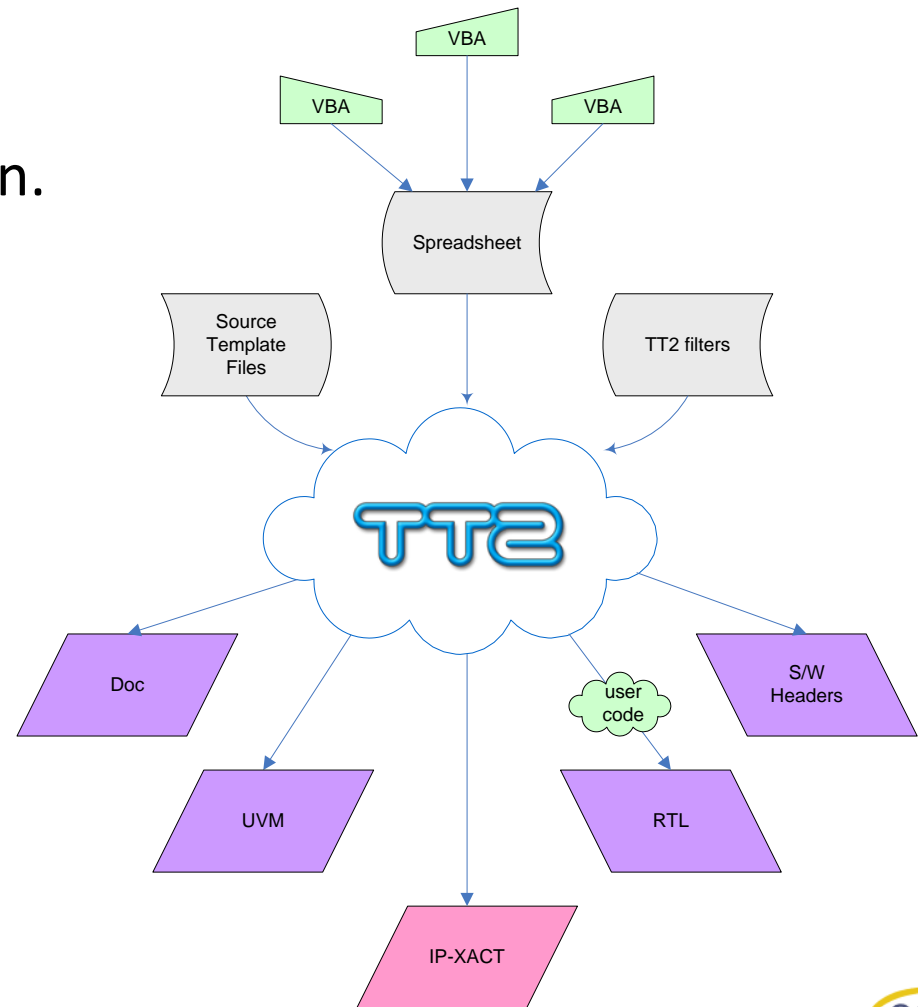 VBA
VBA
VBA
n.
Spreadsheet
Source
Template
Files
TT2 filters
TT2
Doc
user
code
S/W
Headers
UVM
RTL
IP-XACT